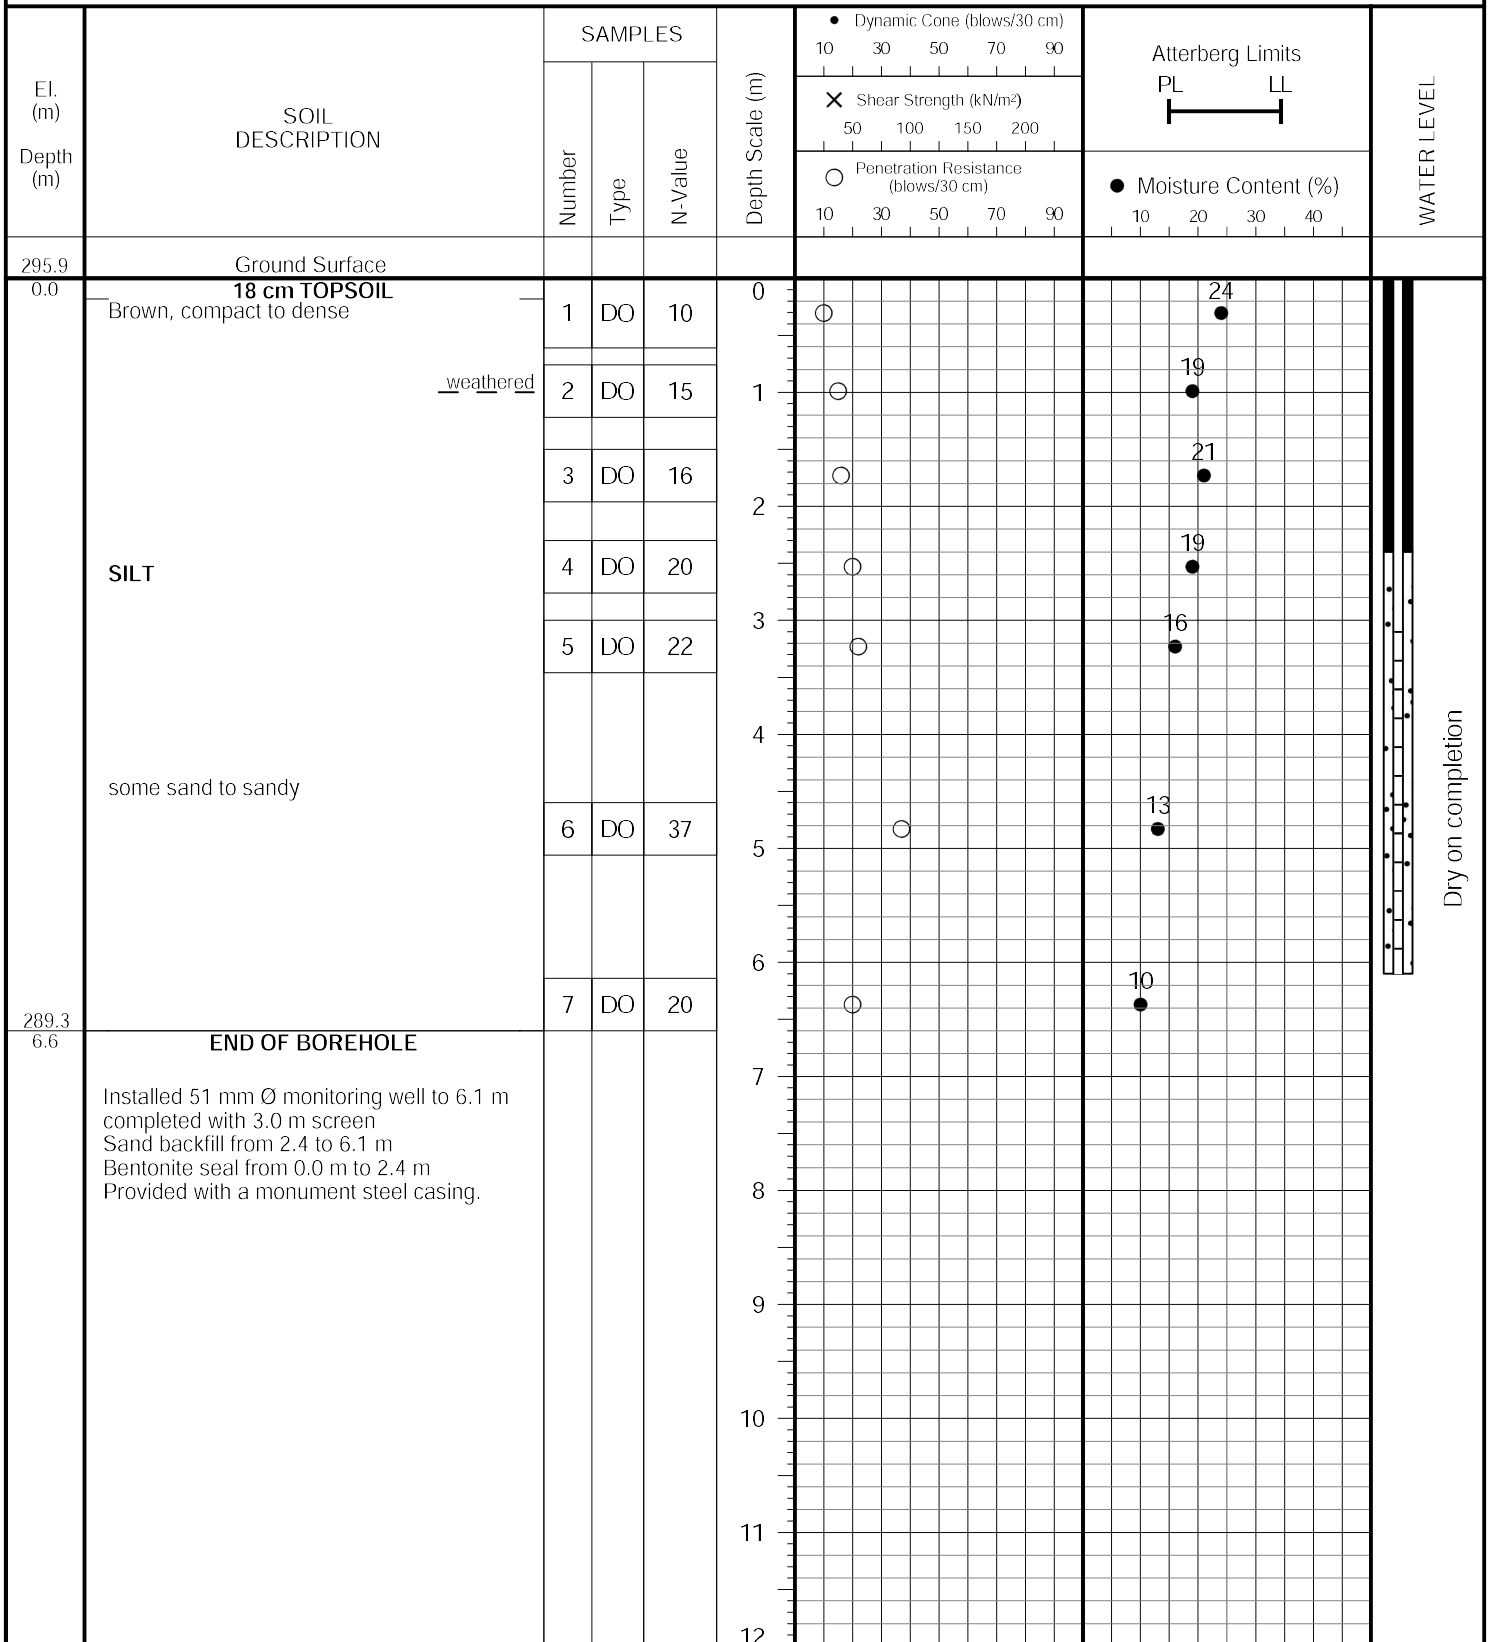 El.
(m)
Depth
(m)
SOIL
DESCRIPTION
SAMPLES
Number
Type
N-Value
Depth Scale (m)
Dynamic Cone (blows/30 cm)
10 30 50 70 90
Shear Strength (kN/m²)
50 100 150 200
Penetration Resistance
(blows/30 cm)
10 30 50 70 90
Atterberg Limits
PL LL
Moisture Content (%)
10 20 30 40
WATER LEVEL
295.9 Ground Surface
0.0 18 cm TOPSOIL 0 24
Brown, compact to dense 1 DO 10
19
weathered
2 DO 15 1
21
3 DO 16
2
19
SILT 4 DO 20
3 16
5 DO 22
4
some sand to sandy
13
6 DO 37
5
Dry on completion
6
10
7 DO 20
289.3
6.6 END OF BOREHOLE
7
Installed 51 mm Ø monitoring well to 6.1 m
completed with 3.0 m screen
Sand backfill from 2.4 to 6.1 m
Bentonite seal from 0.0 m to 2.4 m
Provided with a monument steel casing.
8
9
10
11
12